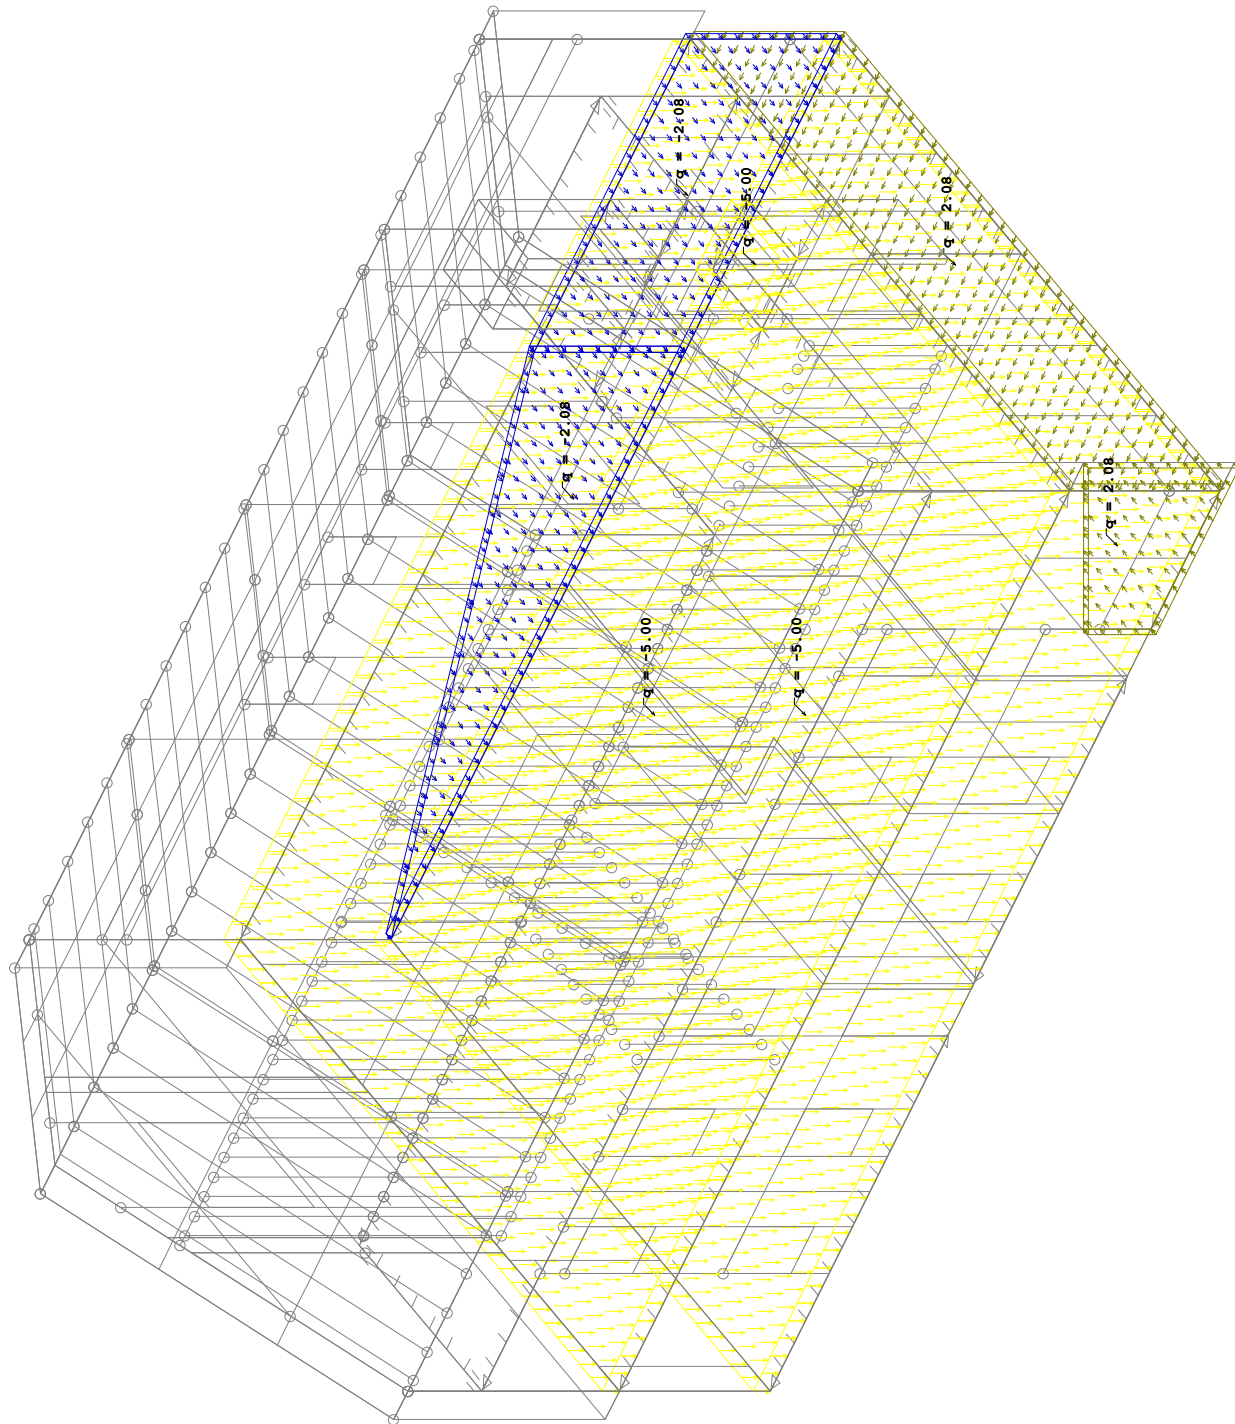 q = -2.08
q = -5.00
q = 2.08
q = -2.08
q = 2.08
q = -5.00
q = -5.00